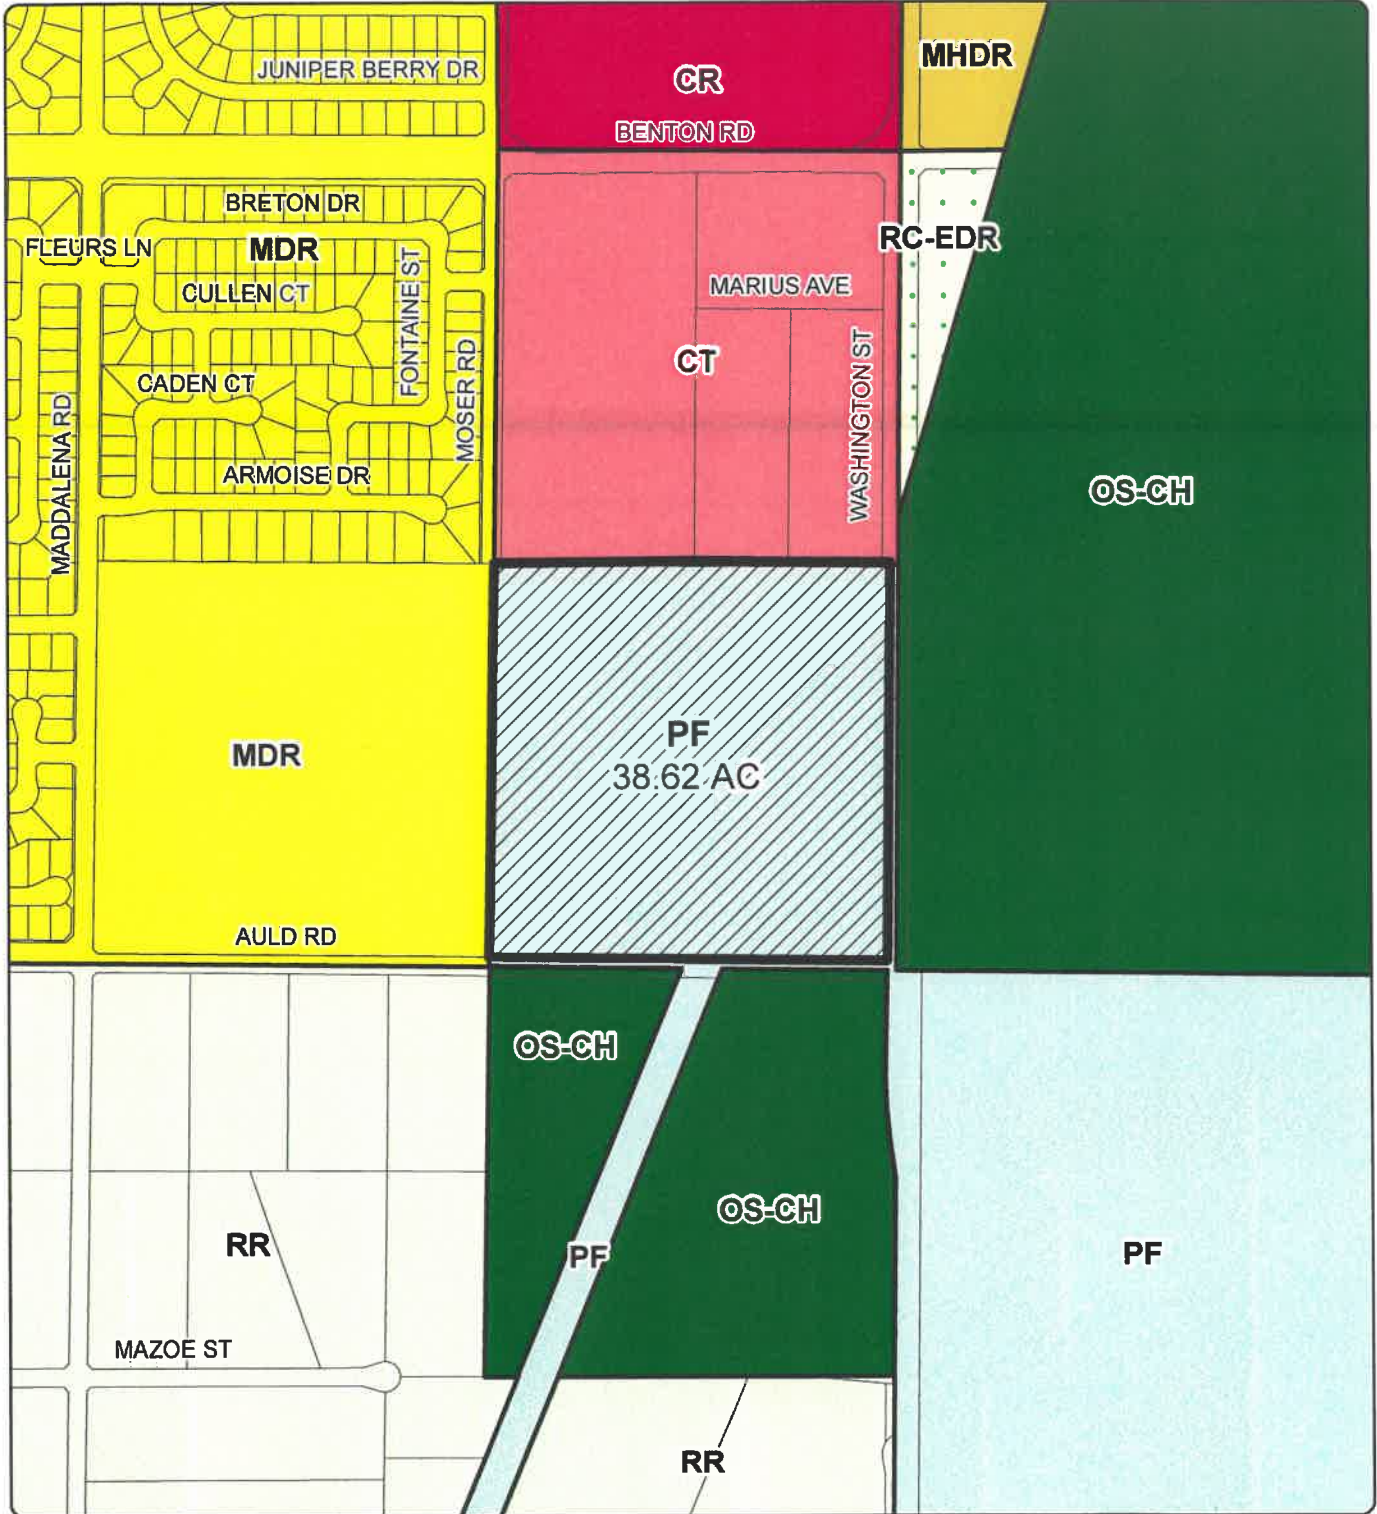 MHDR
JUNIPER BERRY DR
CR
BENTON RD
BRETON DR
FLEURS LN
MDR
RC-EDR
CULLEN CT
FONTAINE ST
MARIUS AVE
CT
CADEN CT
MOSER RD
WASHINGTON ST
MADDALENA RD
ARMOISE DR
OS-CH
PF
38.62 AC
MDR
AULD RD
OS-CH
OS-CH
RR
PF
PF
MAZOE ST
RR